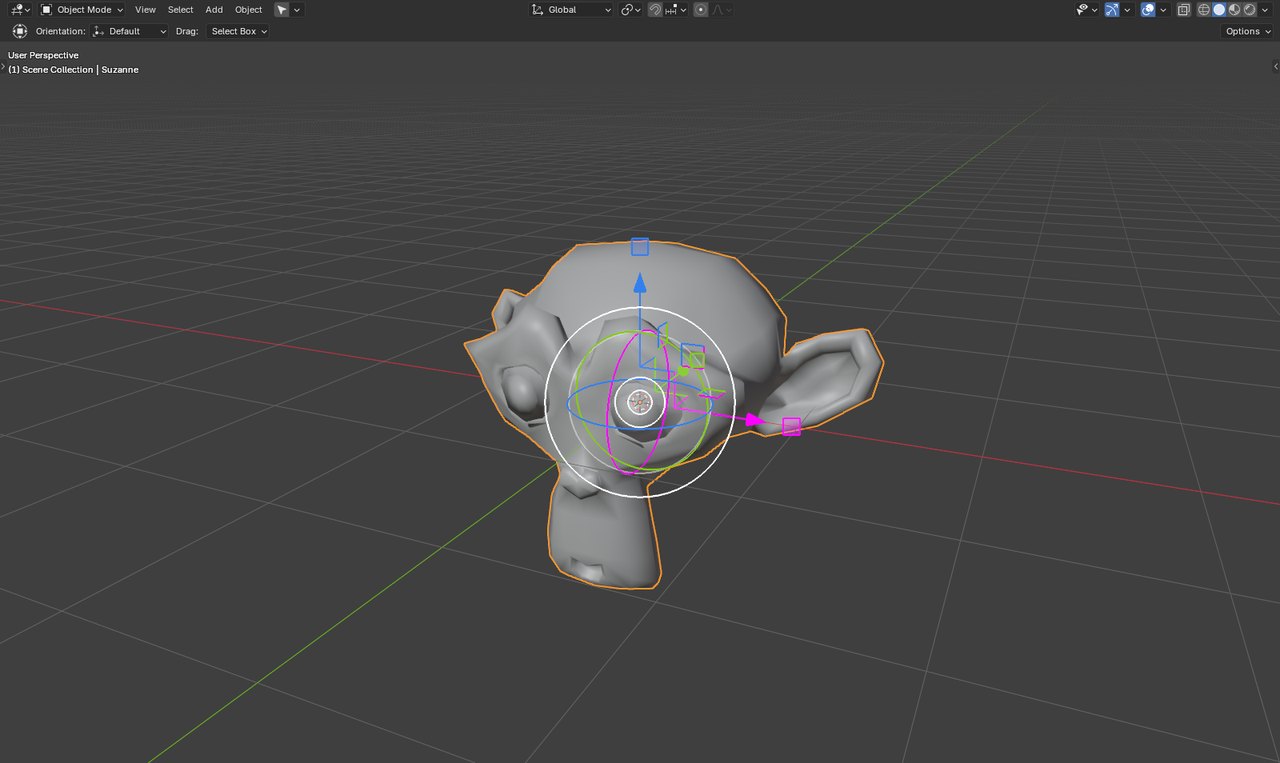 Object Mode View Select Add Object Global
Orientation: Default Drag: Select Box Options
User Perspective
(1) Scene Collection | Suzanne